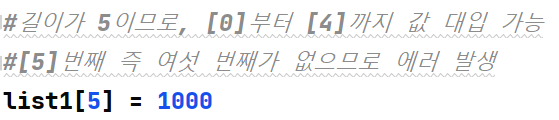 #길이가 5이므로, [0]부터 [4]까지 값 대입 가능
#[5]번째 즉 여섯 번째가 없으므로 에러 발생
list1[5] = 1000